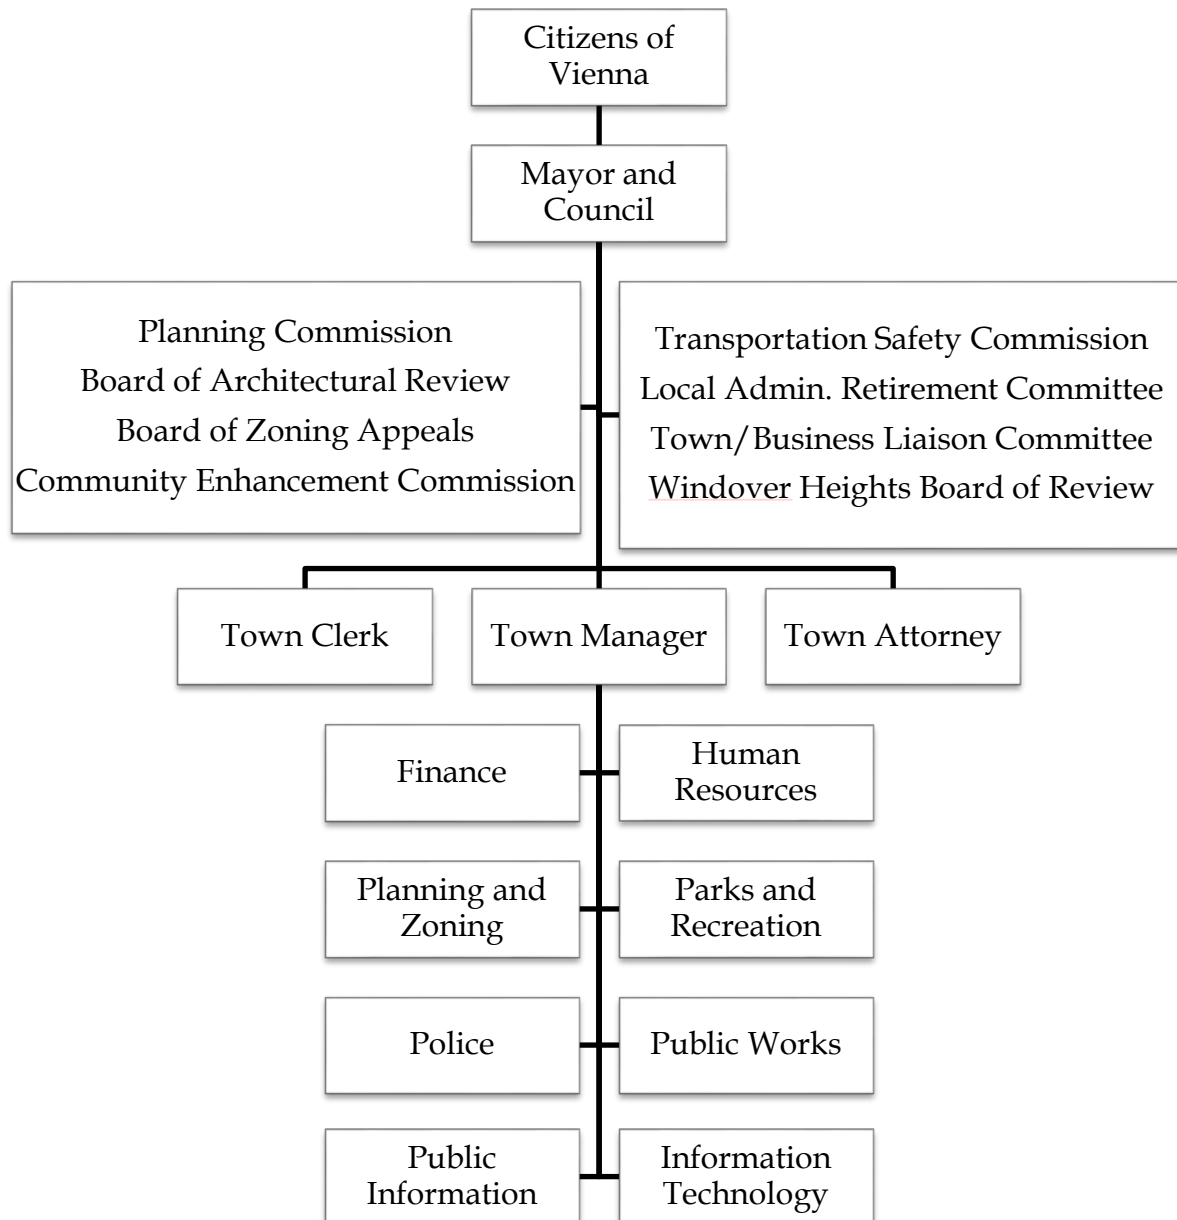 Citizens of
Vienna
Mayor and
Council
Planning Commission
Board of Architectural Review
Board of Zoning Appeals
Community Enhancement Commission
Transportation Safety Commission
Local Admin. Retirement Committee
Town/Business Liaison Committee
Windover Heights Board of Review
Town Clerk
Town Manager
Town Attorney
Finance
Human
Resources
Planning and
Zoning
Parks and
Recreation
Police
Public Works
Public
Information
Information
Technology